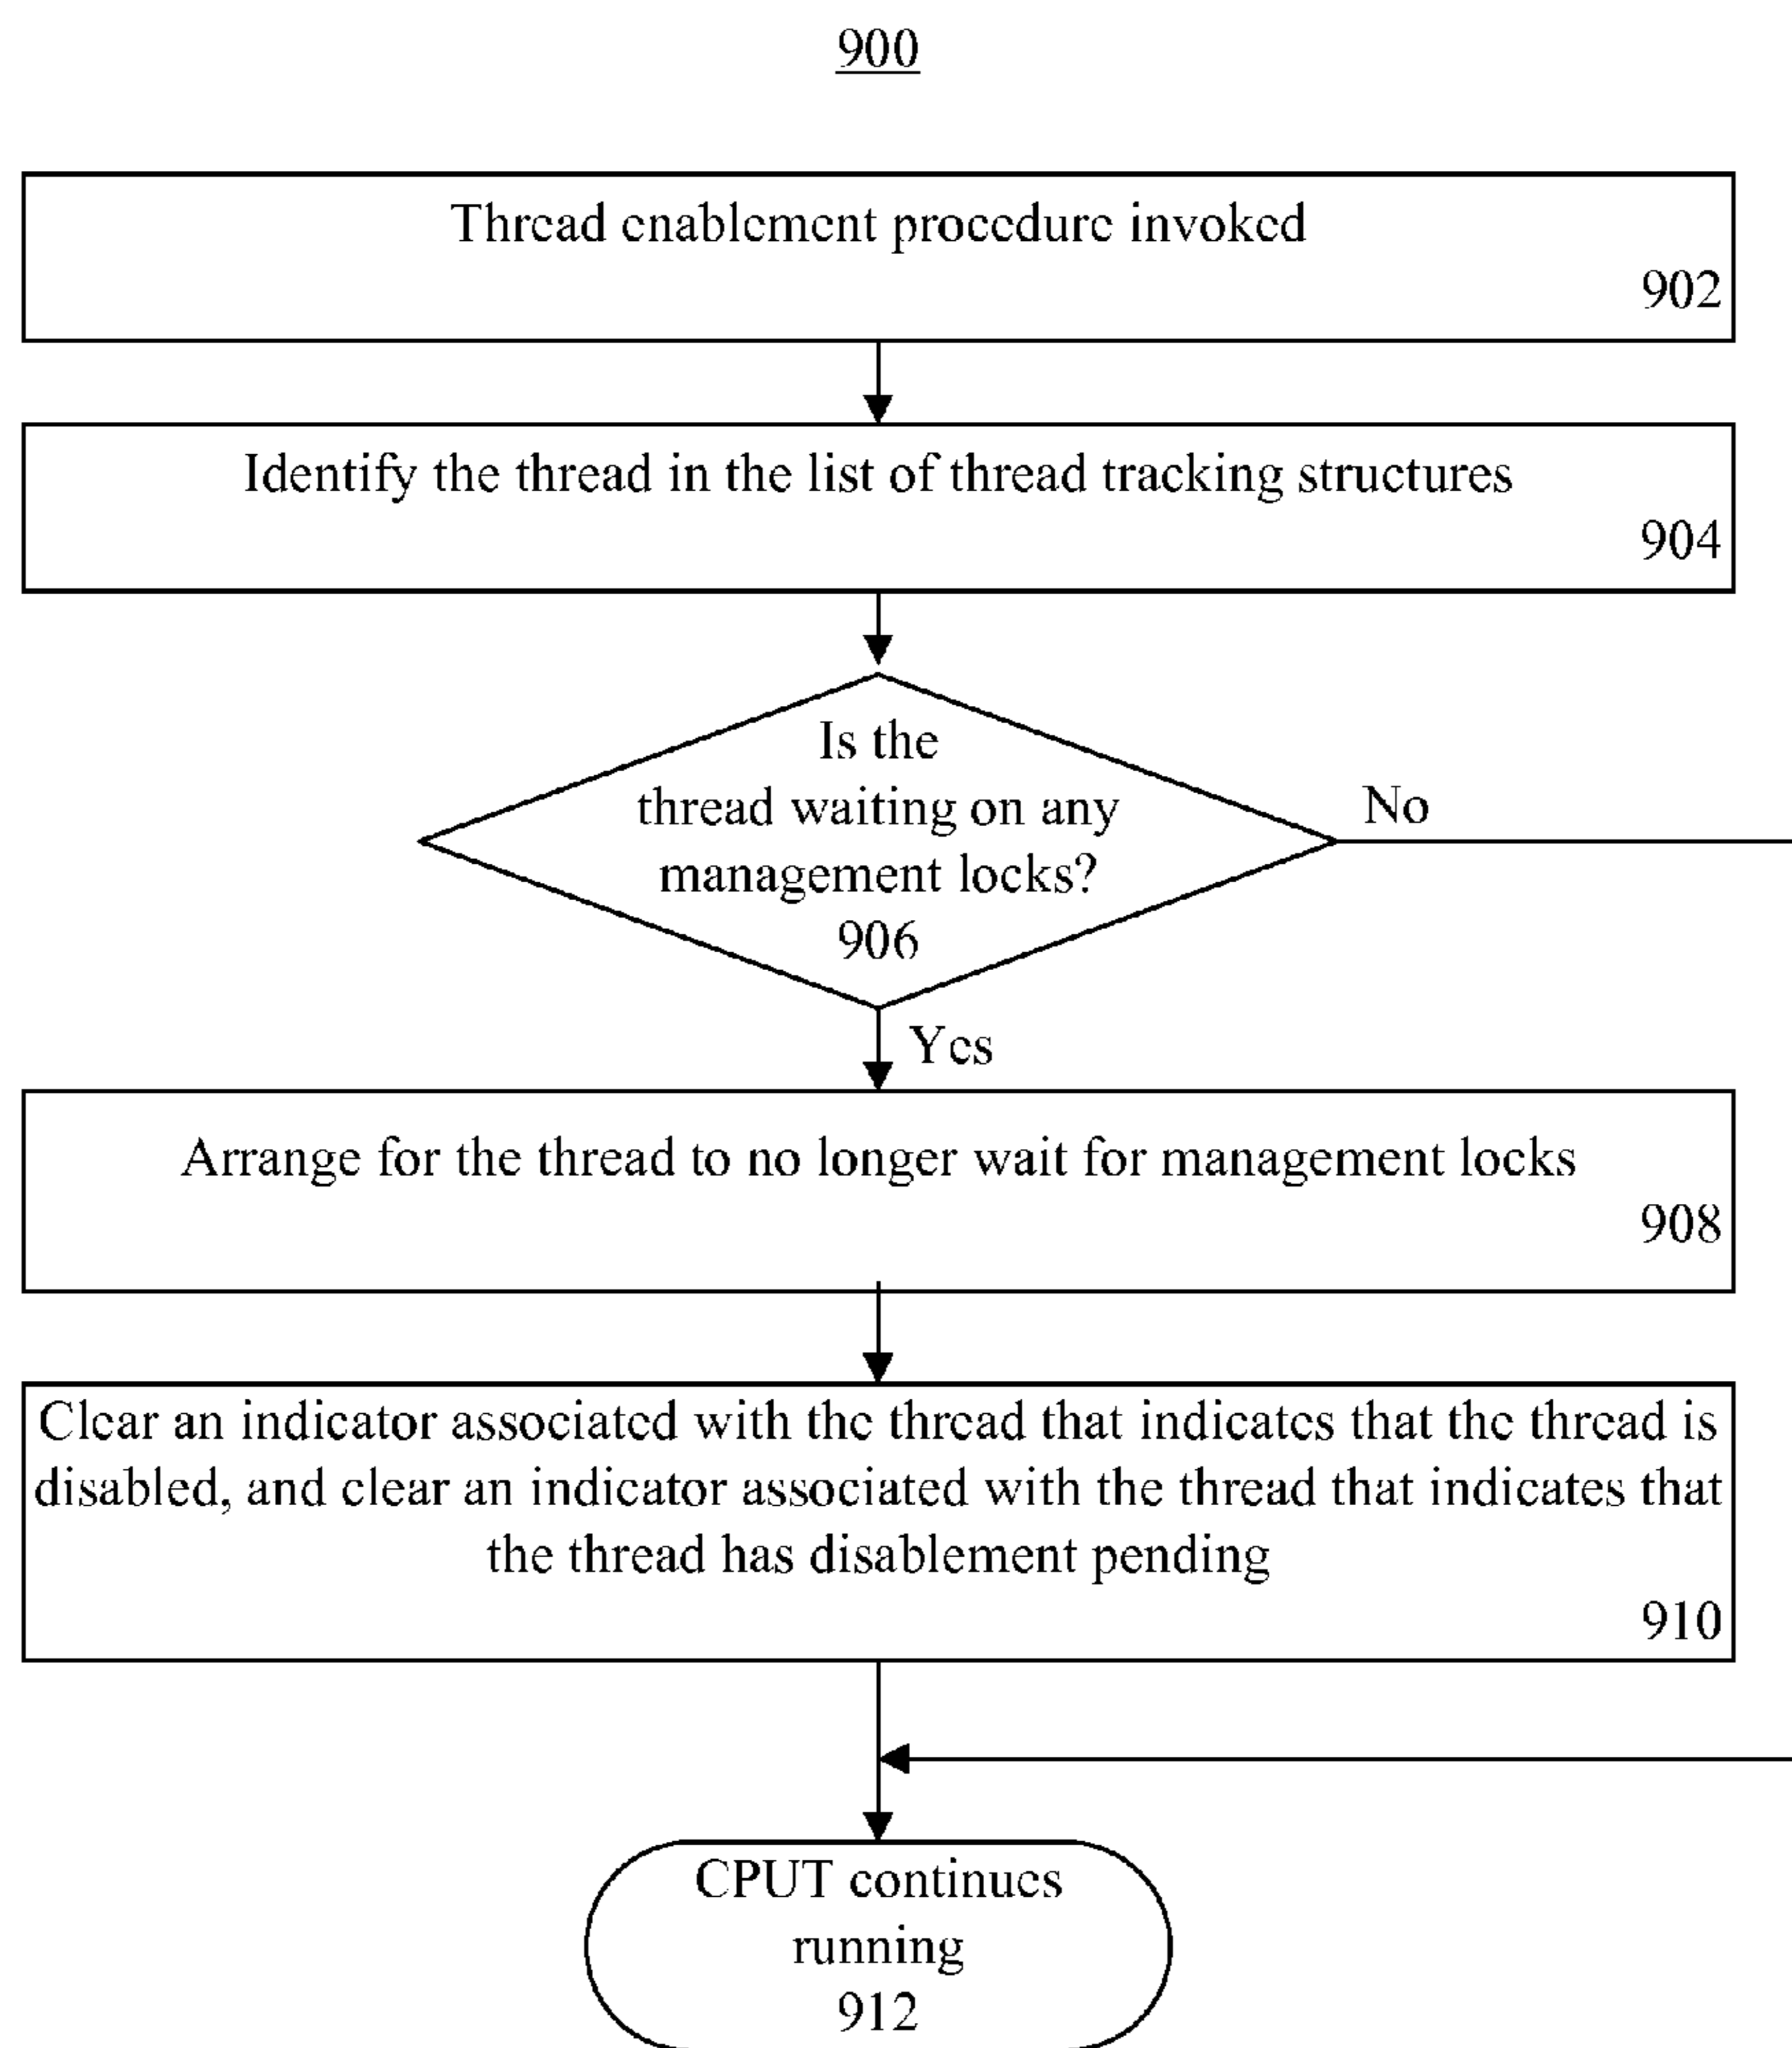 900
Thread enablement procedure invoked
902
Identify the thread in the list of thread tracking structures
904
Is the
thread waiting on any
management locks?
906
No
Yes
Arrange for the thread to no longer wait for management locks
908
Clear an indicator associated with the thread that indicates that the thread is
disabled, and clear an indicator associated with the thread that indicates that
the thread has disablement pending
910
CPUT continues
running
912